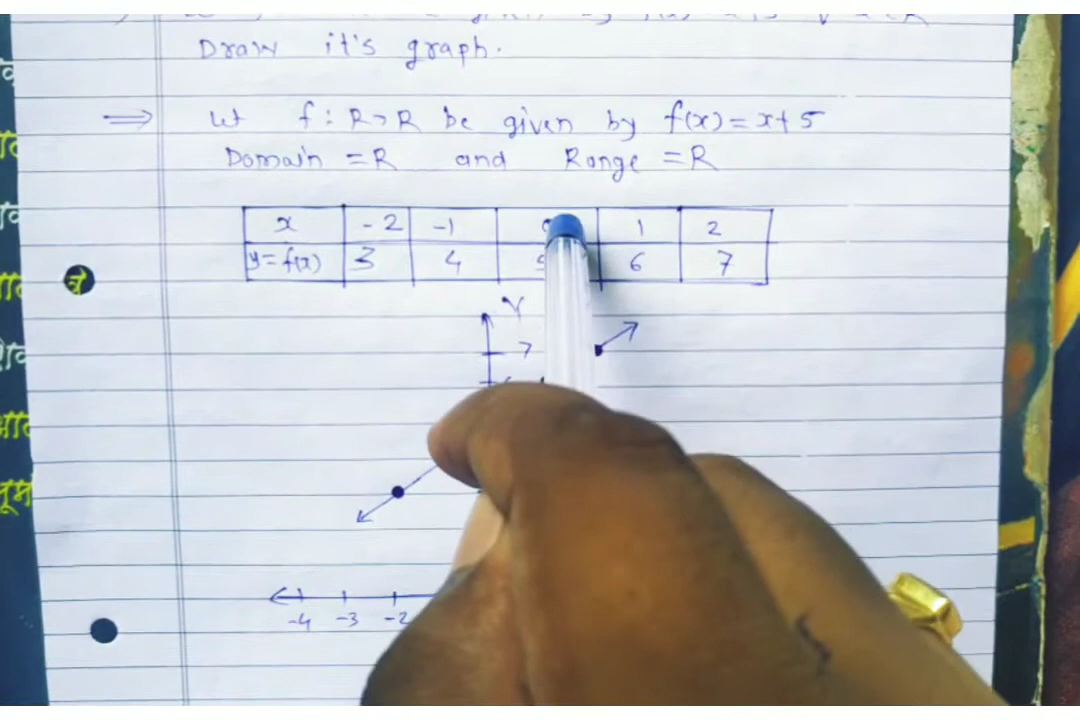 Draw it's graph.
⇒ Let f: R→R be given by f(x)=x+5
Domain =R and Range =R
x -2 -1 1 2
y=f(x) 3 4 5 6 7
Y
7
-4 -3 -2